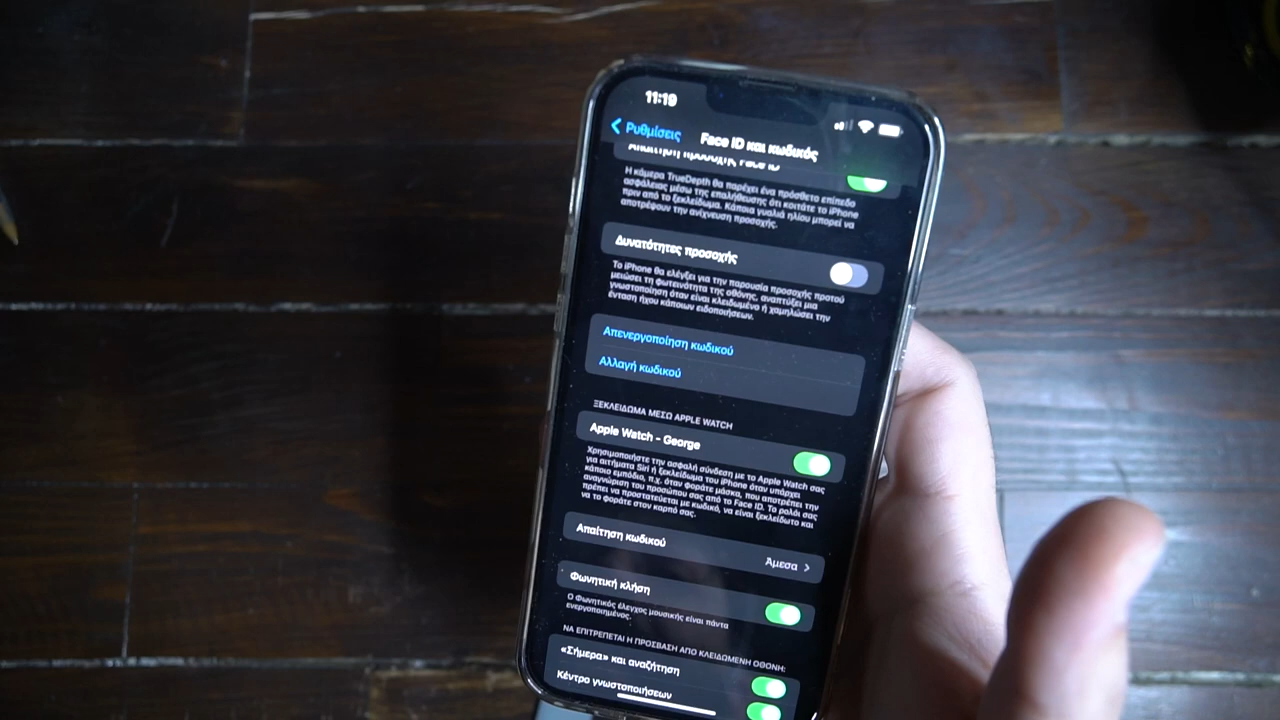 11:19
Ρυθμίσεις
Face ID και κωδικός
Απαίτηση προσοχής Face ID
Η κάμερα TrueDepth θα παρέχει ένα πρόσθετο επίπεδο
ασφάλειας μέσω της επαλήθευσης ότι κοιτάτε το iPhone
πριν από το ξεκλείδωμα. Κάποια γυαλιά ηλίου μπορεί να
αποτρέψουν την ανίχνευση προσοχής.
Δυνατότητες προσοχής
Το iPhone θα ελέγξει για την παρουσία προσοχής προτού
μειώσει τη φωτεινότητα της οθόνης, αναπτύξει μια
γνωστοποίηση όταν είναι κλειδωμένο ή χαμηλώσει την
ένταση ήχου κάποιων ειδοποιήσεων.
Απενεργοποίηση κωδικού
Αλλαγή κωδικού
ΞΕΚΛΕΙΔΩΜΑ ΜΕΣΩ APPLE WATCH
Apple Watch - George
Χρησιμοποιήστε την ασφαλή σύνδεση με το Apple Watch σας
για αιτήματα Siri ή ξεκλείδωμα του iPhone όταν υπάρχει
κάποιο εμπόδιο, π.χ. όταν φοράτε μάσκα, που αποτρέπει την
αναγνώριση του προσώπου σας από το Face ID. Το ρολόι σας
πρέπει να προστατεύεται με κωδικό, να είναι ξεκλείδωτο και
να το φοράτε στον καρπό σας.
Απαίτηση κωδικού
Άμεσα
Φωνητική κλήση
Ο Φωνητικός έλεγχος μουσικής είναι πάντα
ενεργοποιημένος.
ΝΑ ΕΠΙΤΡΕΠΕΤΑΙ Η ΠΡΟΣΒΑΣΗ ΑΠΟ ΚΛΕΙΔΩΜΕΝΗ ΟΘΟΝΗ:
«Σήμερα» και αναζήτηση
Κέντρο γνωστοποιήσεων